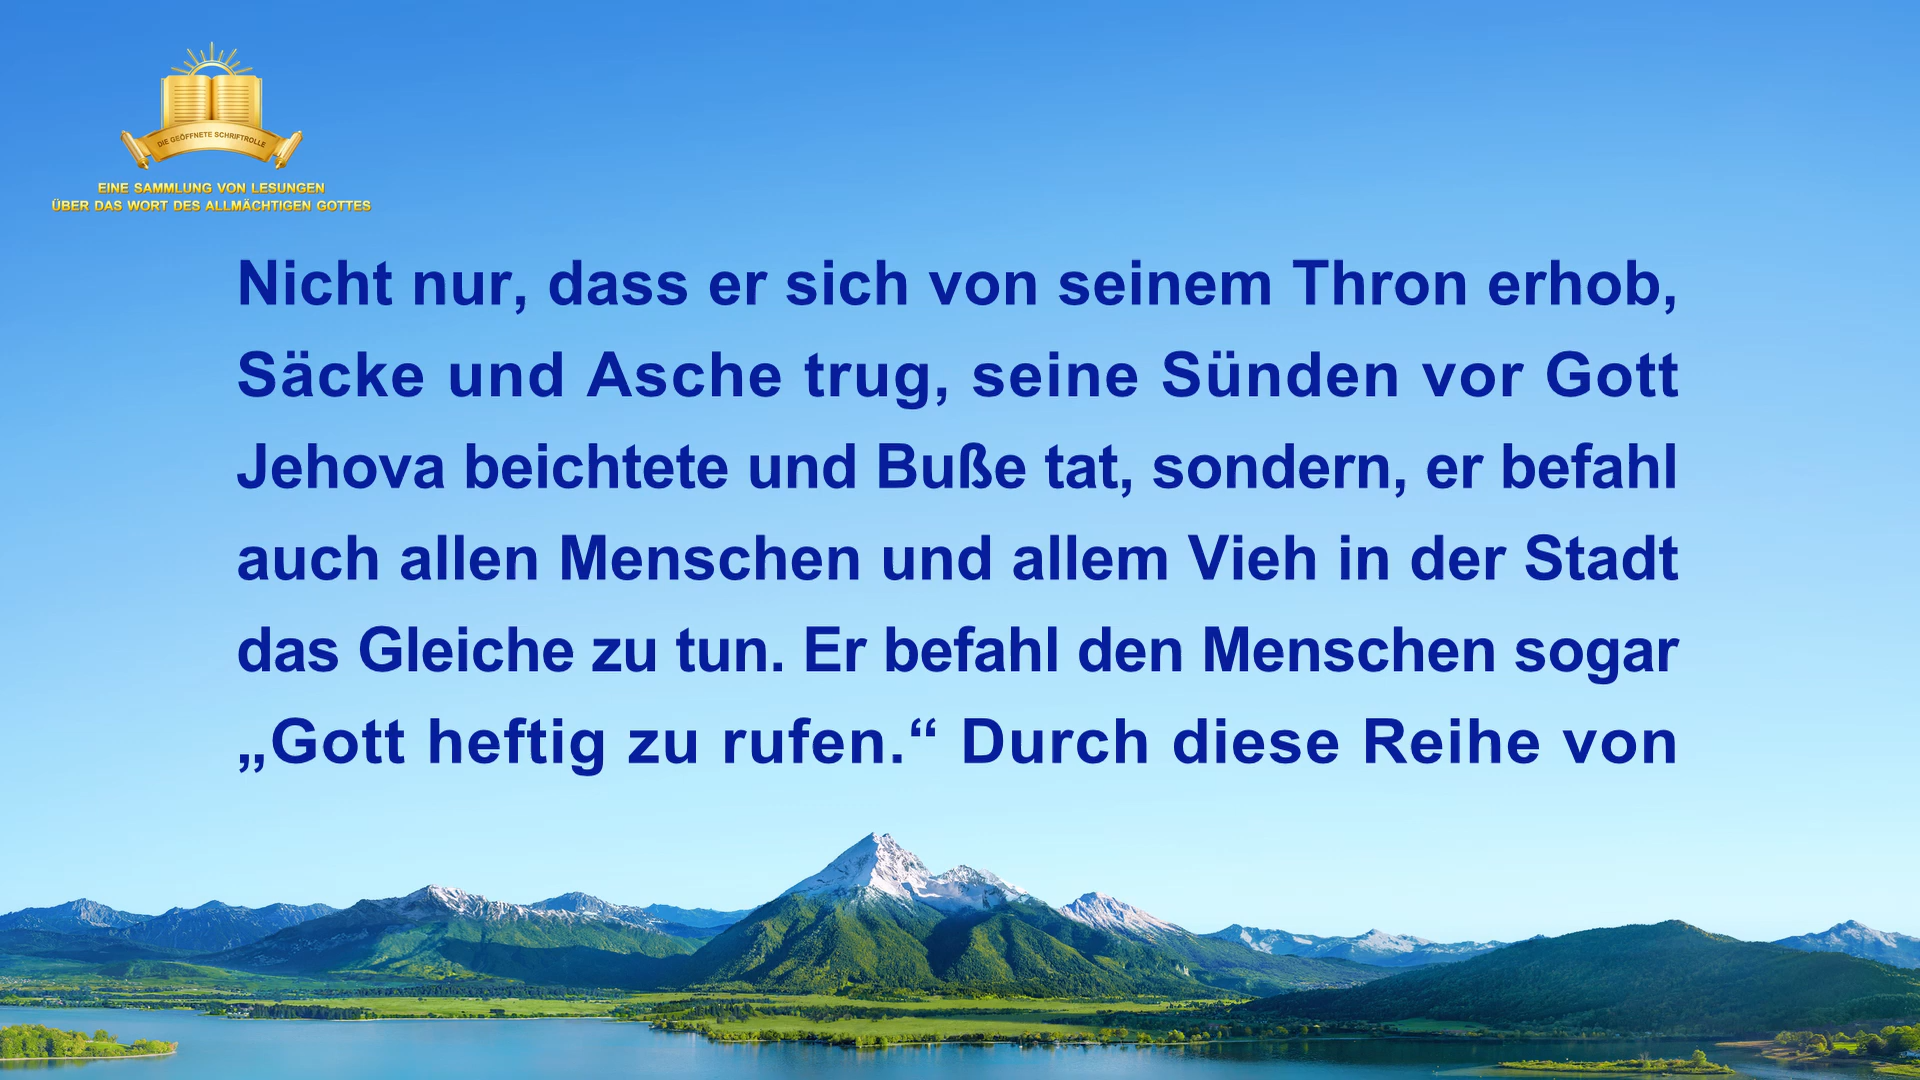 DIE GEÖFFNETE SCHRIFTROLLE
EINE SAMMLUNG VON LESUNGEN
ÜBER DAS WORT DES ALLMÄCHTIGEN GOTTES
Nicht nur, dass er sich von seinem Thron erhob,
Säcke und Asche trug, seine Sünden vor Gott
Jehova beichtete und Buße tat, sondern, er befahl
auch allen Menschen und allem Vieh in der Stadt
das Gleiche zu tun. Er befahl den Menschen sogar
„Gott heftig zu rufen.“ Durch diese Reihe von